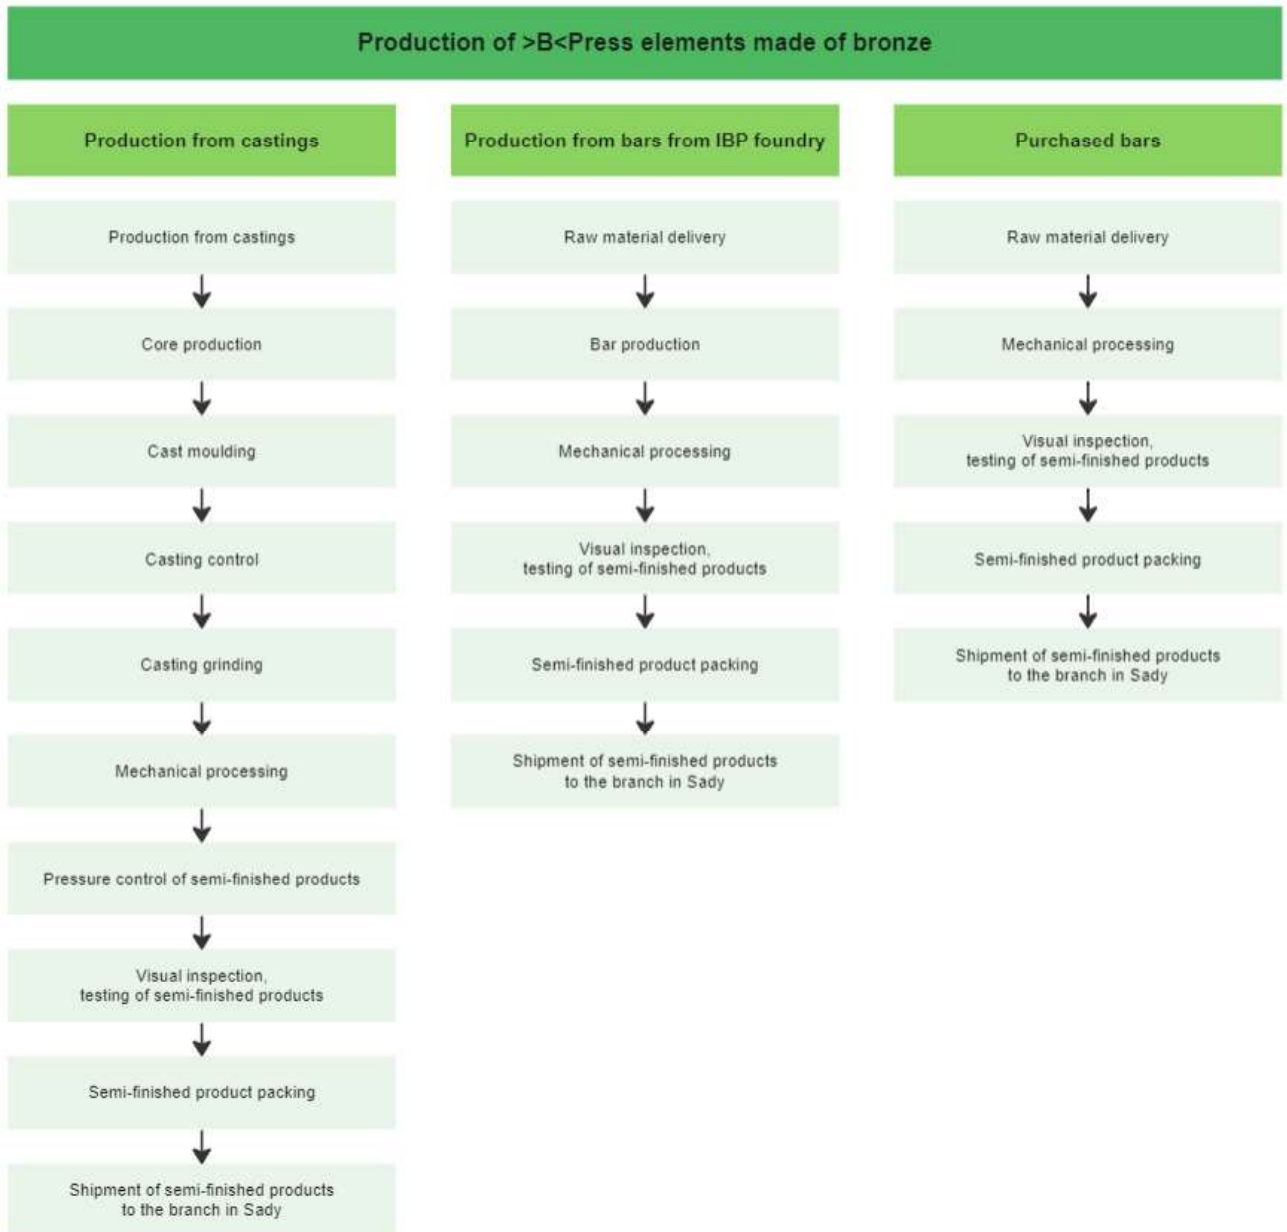 Production of >B<Press elements made of bronze
Production from castings
Production from castings
Core production
Cast moulding
Casting control
Casting grinding
Mechanical processing
Pressure control of semi-finished products
Visual inspection,
testing of semi-finished products
Semi-finished product packing
Shipment of semi-finished products
to the branch in Sady
Production from bars from IBP foundry
Raw material delivery
Bar production
Mechanical processing
Visual inspection,
testing of semi-finished products
Semi-finished product packing
Shipment of semi-finished products
to the branch in Sady
Purchased bars
Raw material delivery
Mechanical processing
Visual inspection,
testing of semi-finished products
Semi-finished product packing
Shipment of semi-finished products
to the branch in Sady